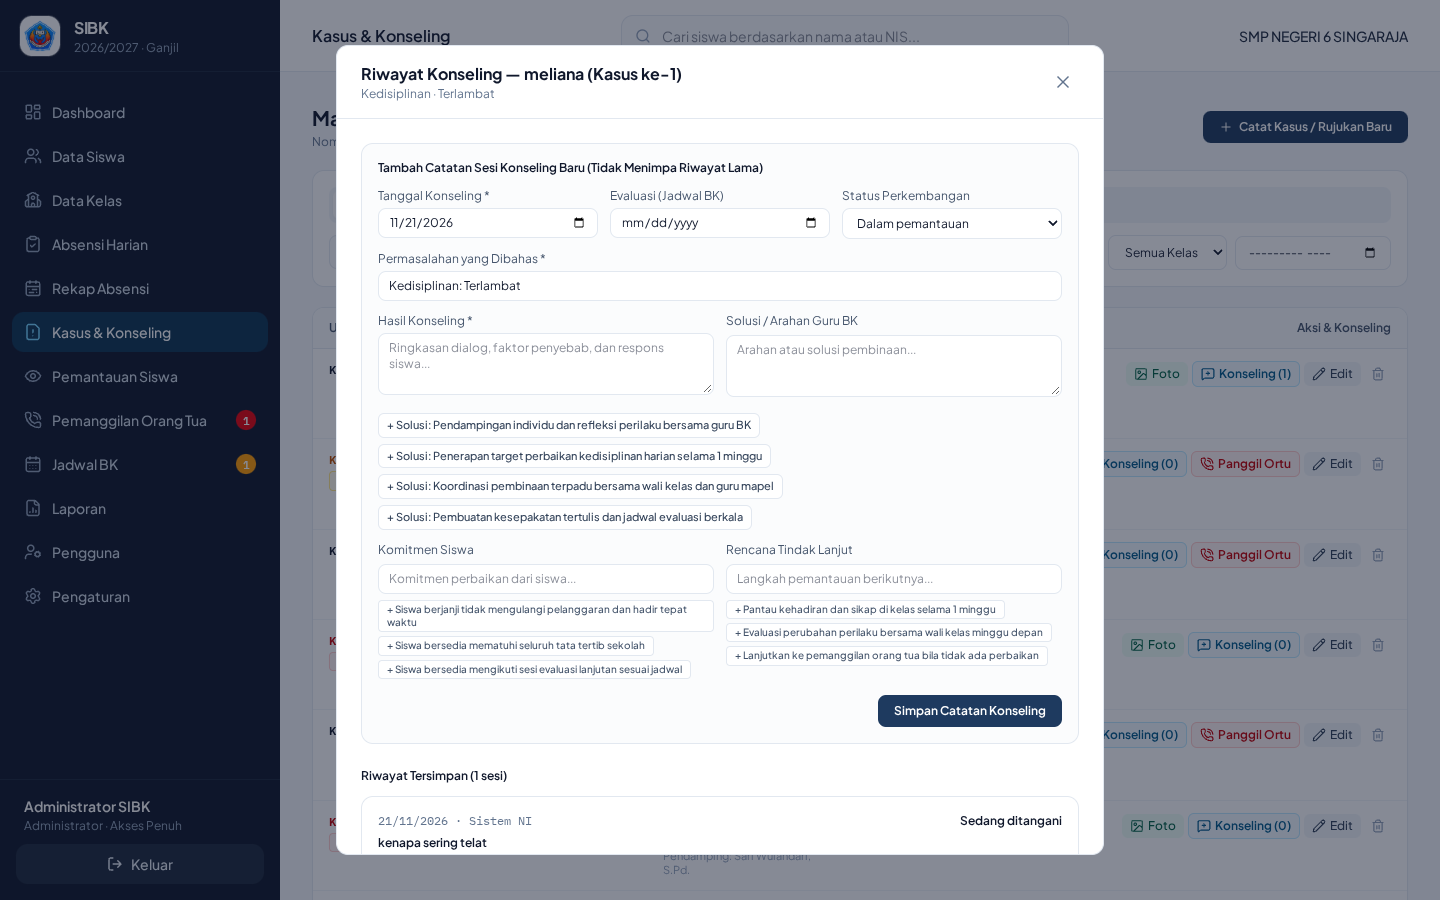 SIBK
2026/2027 · Ganjil
Dashboard
Data Siswa
Data Kelas
Absensi Harian
Rekap Absensi
Kasus & Konseling
Pemantauan Siswa
Pemanggilan Orang Tua
1
Jadwal BK
1
Laporan
Pengguna
Pengaturan
Administrator SIBK
Administrator · Akses Penuh
Keluar
Kasus & Konseling
Cari siswa berdasarkan nama atau NIS...
SMP NEGERI 6 SINGARAJA
+ Catat Kasus / Rujukan Baru
Semua Kelas
--------- ----
Aksi & Konseling
Foto Konseling (1) Edit
Konseling (0) Panggil Ortu Edit
Konseling (0) Panggil Ortu Edit
Foto Konseling (0) Edit
Konseling (0) Panggil Ortu Edit
Foto Konseling (0) Edit
S.Pd.
Riwayat Konseling — meliana (Kasus ke-1)
Kedisiplinan · Terlambat
Tambah Catatan Sesi Konseling Baru (Tidak Menimpa Riwayat Lama)
Tanggal Konseling *
Evaluasi (Jadwal BK)
Status Perkembangan
11/21/2026
mm/dd/yyyy
Dalam pemantauan
Permasalahan yang Dibahas *
Kedisiplinan: Terlambat
Hasil Konseling *
Solusi / Arahan Guru BK
Ringkasan dialog, faktor penyebab, dan respons
siswa...
Arahan atau solusi pembinaan...
+ Solusi: Pendampingan individu dan refleksi perilaku bersama guru BK
+ Solusi: Penerapan target perbaikan kedisiplinan harian selama 1 minggu
+ Solusi: Koordinasi pembinaan terpadu bersama wali kelas dan guru mapel
+ Solusi: Pembuatan kesepakatan tertulis dan jadwal evaluasi berkala
Komitmen Siswa
Komitmen perbaikan dari siswa...
+ Siswa berjanji tidak mengulangi pelanggaran dan hadir tepat
waktu
+ Siswa bersedia mematuhi seluruh tata tertib sekolah
+ Siswa bersedia mengikuti sesi evaluasi lanjutan sesuai jadwal
Rencana Tindak Lanjut
Langkah pemantauan berikutnya...
+ Pantau kehadiran dan sikap di kelas selama 1 minggu
+ Evaluasi perubahan perilaku bersama wali kelas minggu depan
+ Lanjutkan ke pemanggilan orang tua bila tidak ada perbaikan
Simpan Catatan Konseling
Riwayat Tersimpan (1 sesi)
21/11/2026 · Sistem NI
Sedang ditangani
kenapa sering telat